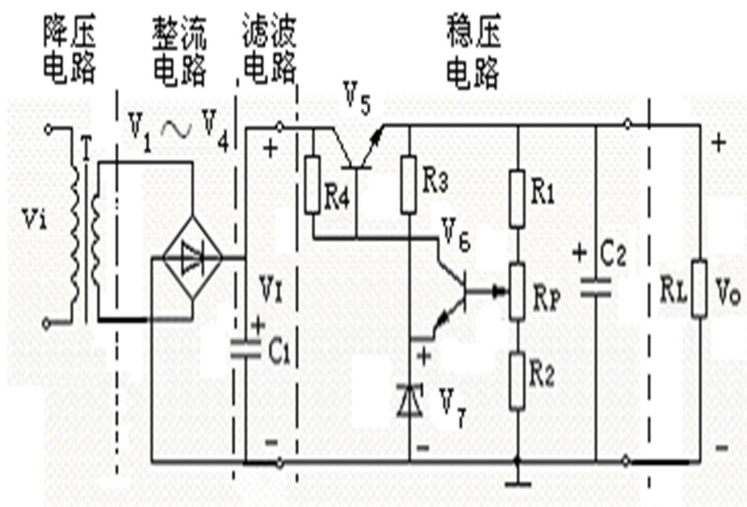 降压
电路
整流
电路
滤波
电路
稳压
电路
V1 ~ V4
T
Vi
VI
+
-
+
C1
V5
R4
R3
V6
+
-
V7
R1
RP
R2
+
C2
RL
+
Vo
-